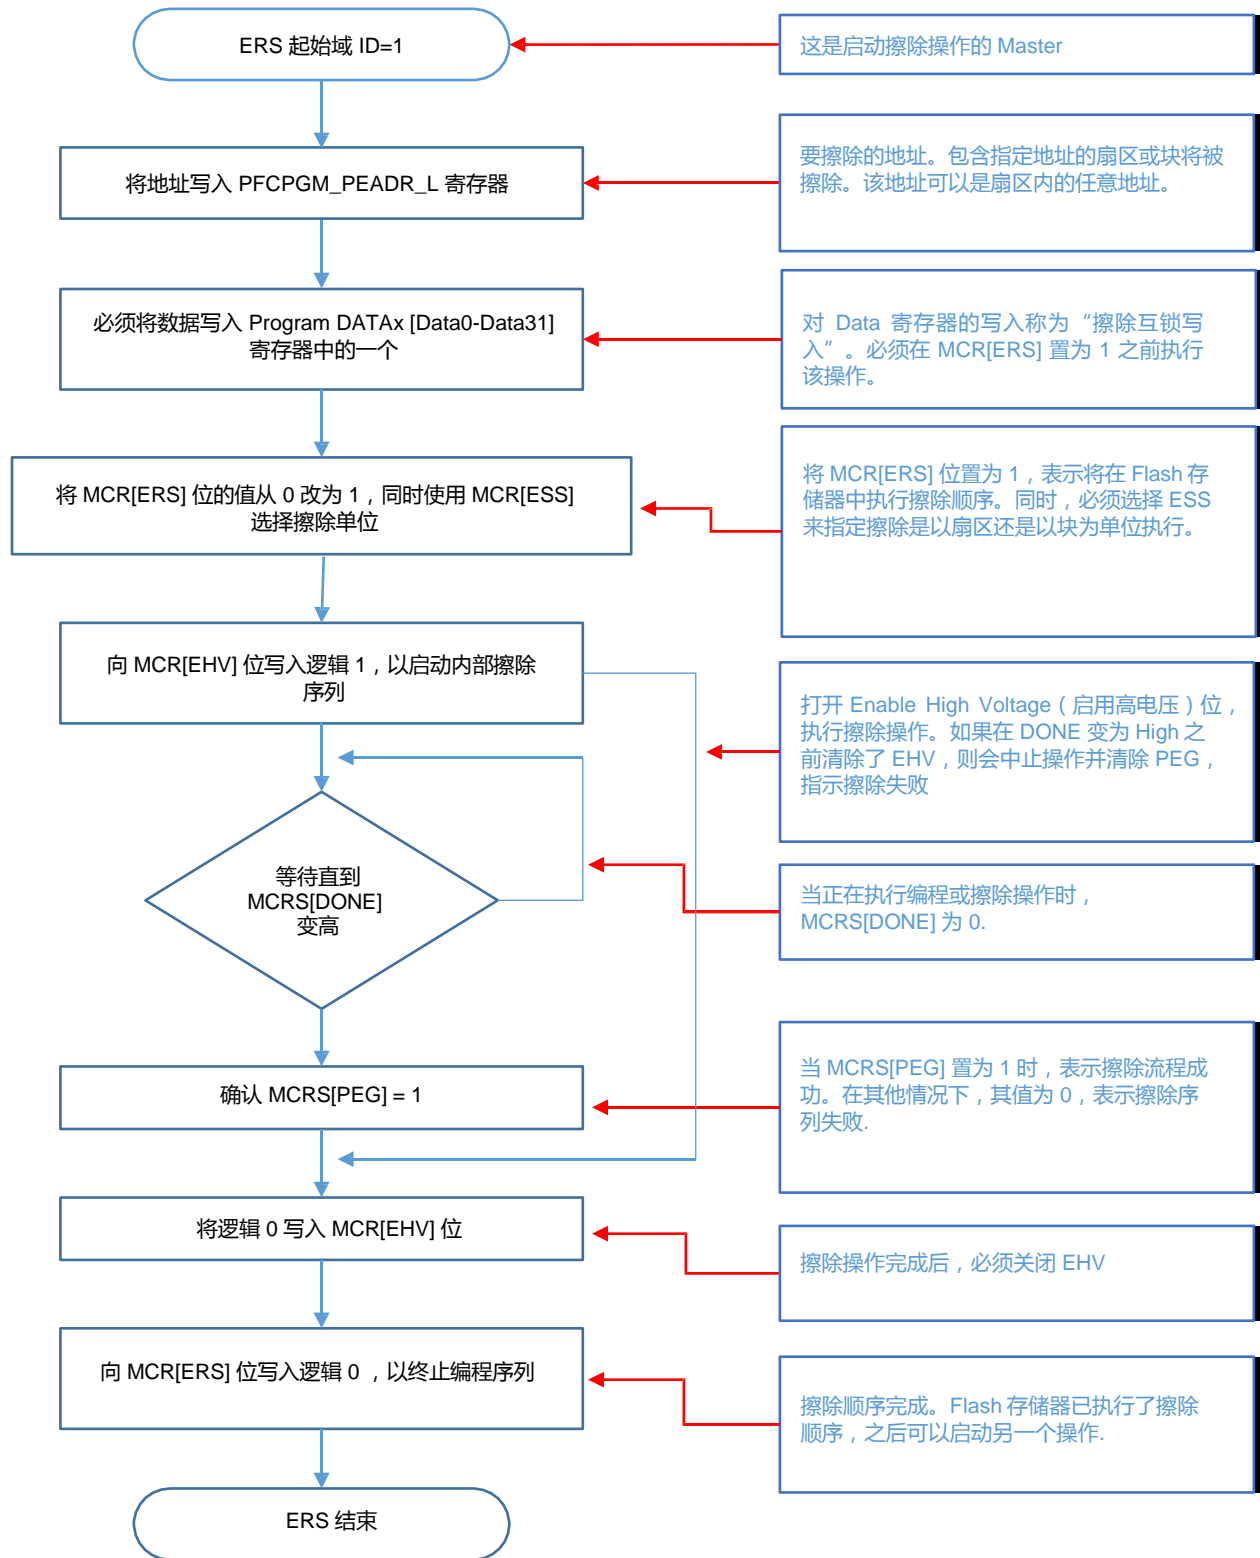 ERS 起始域 ID=1
这是启动擦除操作的 Master
将地址写入 PFCPGM_PEADR_L 寄存器
要擦除的地址。包含指定地址的扇区或块将被
擦除。该地址可以是扇区内的任意地址。
必须将数据写入 Program DATAx [Data0-Data31]
寄存器中的一个
对 Data 寄存器的写入称为“擦除互锁写
入”。必须在 MCR[ERS] 置为 1 之前执行
该操作。
将 MCR[ERS] 位的值从 0 改为 1，同时使用 MCR[ESS]
选择擦除单位
将 MCR[ERS] 位置为 1，表示将在 Flash 存
储器中执行擦除顺序。同时，必须选择 ESS
来指定擦除是以扇区还是以块为单位执行。
向 MCR[EHV] 位写入逻辑 1，以启动内部擦除
序列
打开 Enable High Voltage（启用高电压）位，
执行擦除操作。如果在 DONE 变为 High 之
前清除了 EHV，则会中止操作并清除 PEG，
指示擦除失败
等待直到
MCRS[DONE]
变高
当正在执行编程或擦除操作时，
MCRS[DONE] 为 0.
确认 MCRS[PEG] = 1
当 MCRS[PEG] 置为 1 时，表示擦除流程成
功。在其他情况下，其值为 0，表示擦除序
列失败.
将逻辑 0 写入 MCR[EHV] 位
擦除操作完成后，必须关闭 EHV
向 MCR[ERS] 位写入逻辑 0 ，以终止编程序列
擦除顺序完成。Flash 存储器已执行了擦除
顺序，之后可以启动另一个操作.
ERS 结束